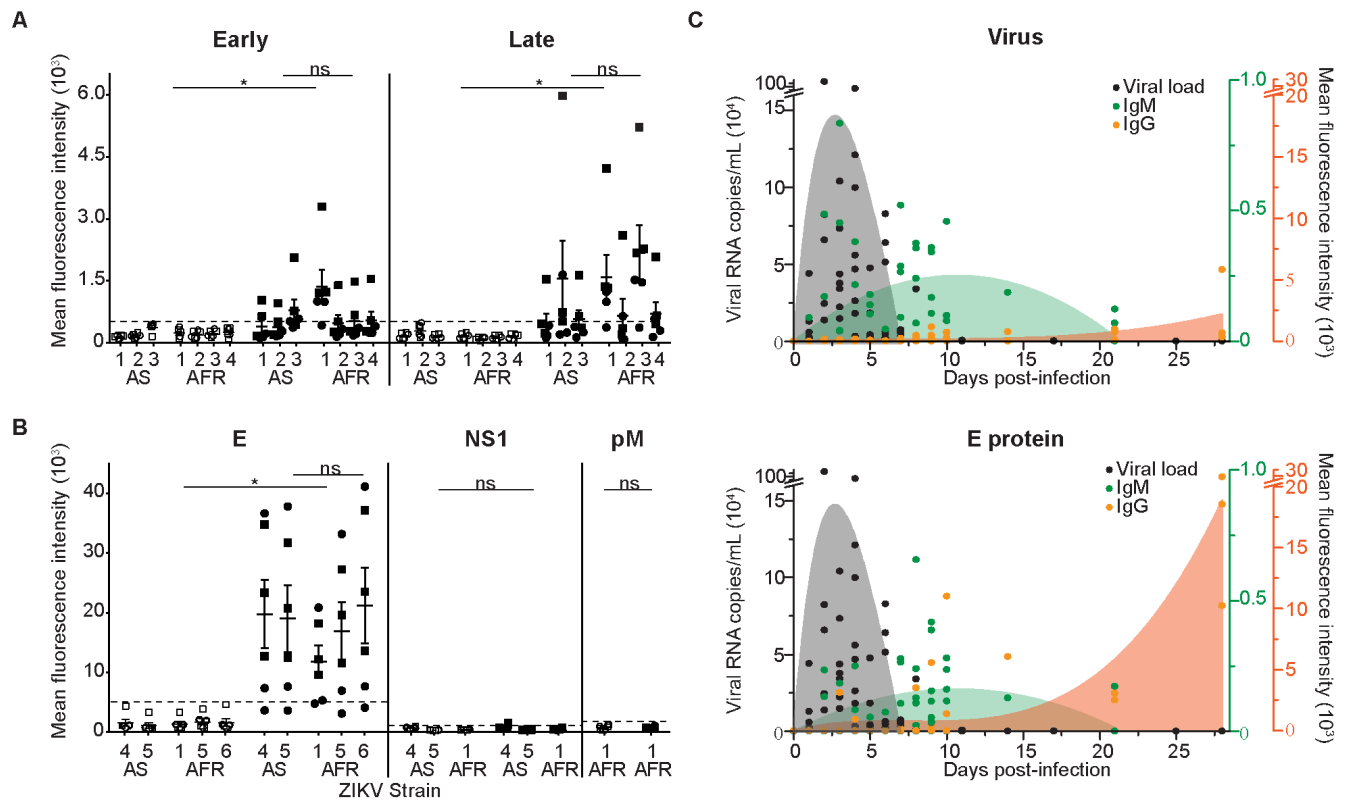 A
Early
Late
Mean fluorescence intensity (10³)
6.0
4.5
3.0
1.5
0
*
ns
*
ns
1 2 3 1 2 3 4 1 2 3 1 2 3 4 1 2 3 1 2 3 4 1 2 3 1 2 3 4
AS AFR AS AFR AS AFR AS AFR
B
E
NS1
pM
Mean fluorescence intensity (10³)
40
30
20
10
0
*
ns
ns
ns
4 5 1 5 6 4 5 1 5 6 4 5 1 4 5 1 1 1
AS AFR AS AFR AS AFR AS AFR AFR AFR
ZIKV Strain
C
Virus
Viral RNA copies/mL (10⁴)
100
15
10
5
0
Viral load
IgM
IgG
1.0
0.5
0
30
20
15
10
5
0
Mean fluorescence intensity (10³)
0 5 10 15 20 25
Days post-infection
E protein
Viral RNA copies/mL (10⁴)
100
15
10
5
0
Viral load
IgM
IgG
1.0
0.5
0
30
20
15
10
5
0
Mean fluorescence intensity (10³)
0 5 10 15 20 25
Days post-infection